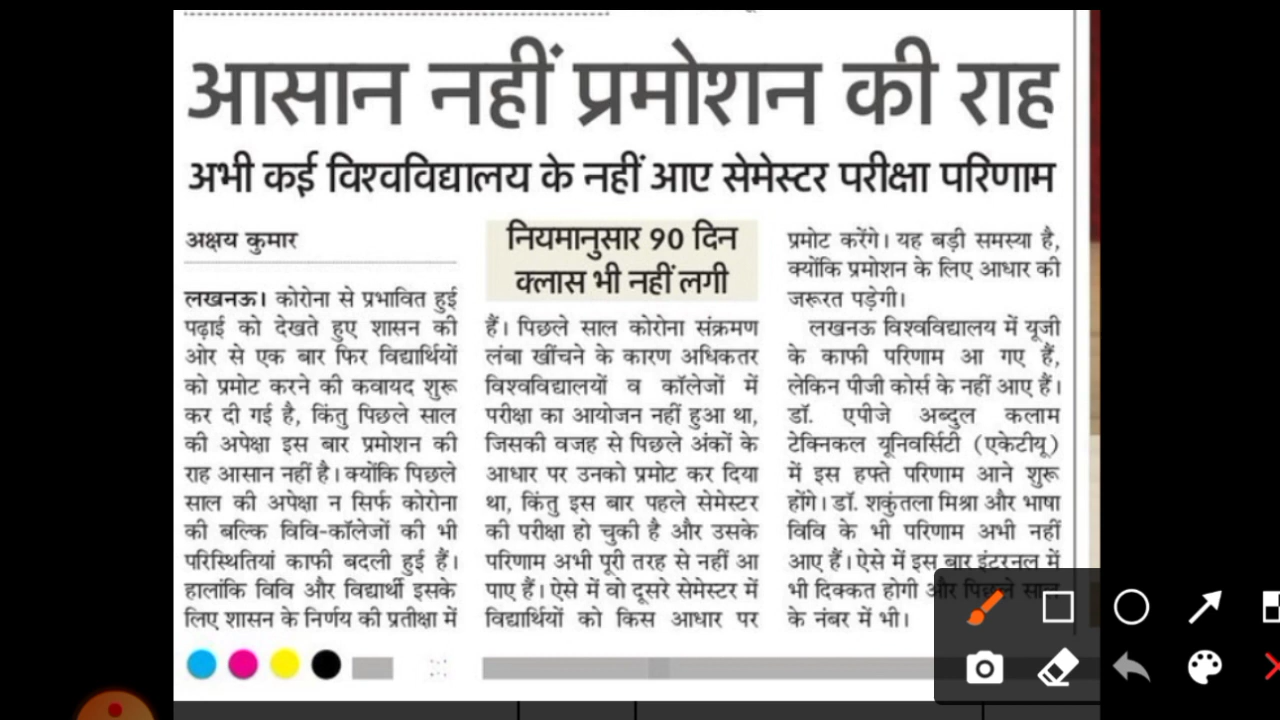 आसान नहीं प्रमोशन की राह
अभी कई विश्वविद्यालय के नहीं आए सेमेस्टर परीक्षा परिणाम
अक्षय कुमार
लखनऊ। कोरोना से प्रभावित हुई
पढ़ाई को देखते हुए शासन की
ओर से एक बार फिर विद्यार्थियों
को प्रमोट करने की कवायद शुरू
कर दी गई है, किंतु पिछले साल
की अपेक्षा इस बार प्रमोशन की
राह आसान नहीं है। क्योंकि पिछले
साल की अपेक्षा न सिर्फ कोरोना
की बल्कि विवि-कॉलेजों की भी
परिस्थितियां काफी बदली हुई हैं।
हालांकि विवि और विद्यार्थी इसके
लिए शासन के निर्णय की प्रतीक्षा में
नियमानुसार 90 दिन
क्लास भी नहीं लगी
हैं। पिछले साल कोरोना संक्रमण
लंबा खींचने के कारण अधिकतर
विश्वविद्यालयों व कॉलेजों में
परीक्षा का आयोजन नहीं हुआ था,
जिसकी वजह से पिछले अंकों के
आधार पर उनको प्रमोट कर दिया
था, किंतु इस बार पहले सेमेस्टर
की परीक्षा हो चुकी है और उसके
परिणाम अभी पूरी तरह से नहीं आ
पाए हैं। ऐसे में वो दूसरे सेमेस्टर में
विद्यार्थियों को किस आधार पर
प्रमोट करेंगे। यह बड़ी समस्या है,
क्योंकि प्रमोशन के लिए आधार की
जरूरत पड़ेगी।
लखनऊ विश्वविद्यालय में यूजी
के काफी परिणाम आ गए हैं,
लेकिन पीजी कोर्स के नहीं आए हैं।
डॉ. एपीजे अब्दुल कलाम
टेक्निकल यूनिवर्सिटी (एकेटीयू)
में इस हफ्ते परिणाम आने शुरू
होंगे। डॉ. शकुंतला मिश्रा और भाषा
विवि के भी परिणाम अभी नहीं
आए हैं। ऐसे में इस बार इंटरनल में
भी दिक्कत होगी और पिछले साल
के नंबर में भी।